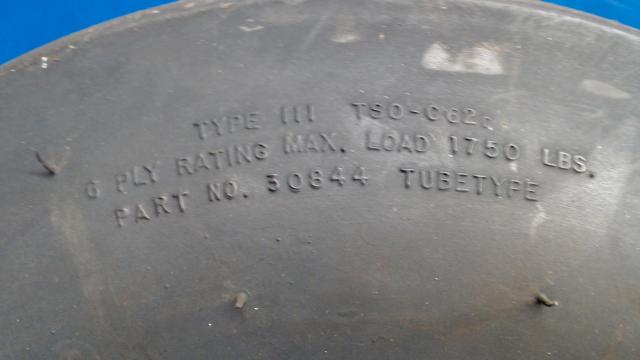 TYPE III TSO-C62c
6 PLY RATING MAX. LOAD 1750 LBS.
PART NO. 30844 TUBETYPE